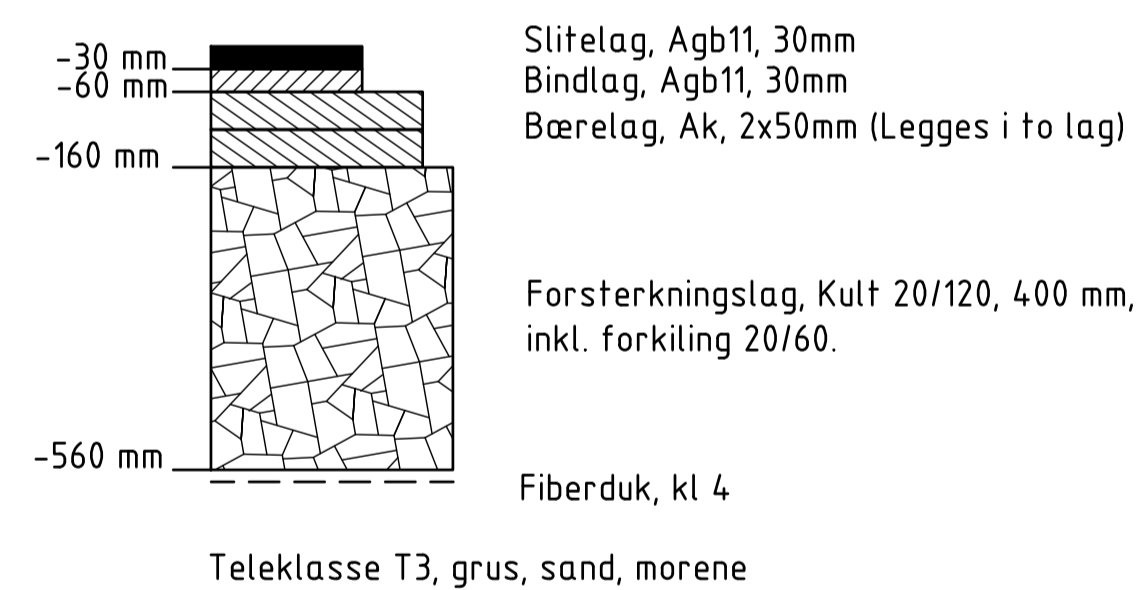 -30 mm
-60 mm
-160 mm
-560 mm
Slitelag, Agb11, 30mm
Bindlag, Agb11, 30mm
Bærelag, Ak, 2x50mm (Legges i to lag)
Forsterkningslag, Kult 20/120, 400 mm,
inkl. forkiling 20/60.
Fiberduk, kl 4
Teleklasse T3, grus, sand, morene